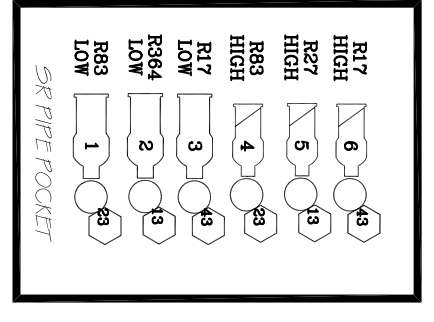 SR PIPE POCKET
R83 LOW
R364 LOW
R17 LOW
R83 HIGH
R27 HIGH
R17 HIGH
1
2
3
4
5
6
23
13
43
23
13
43